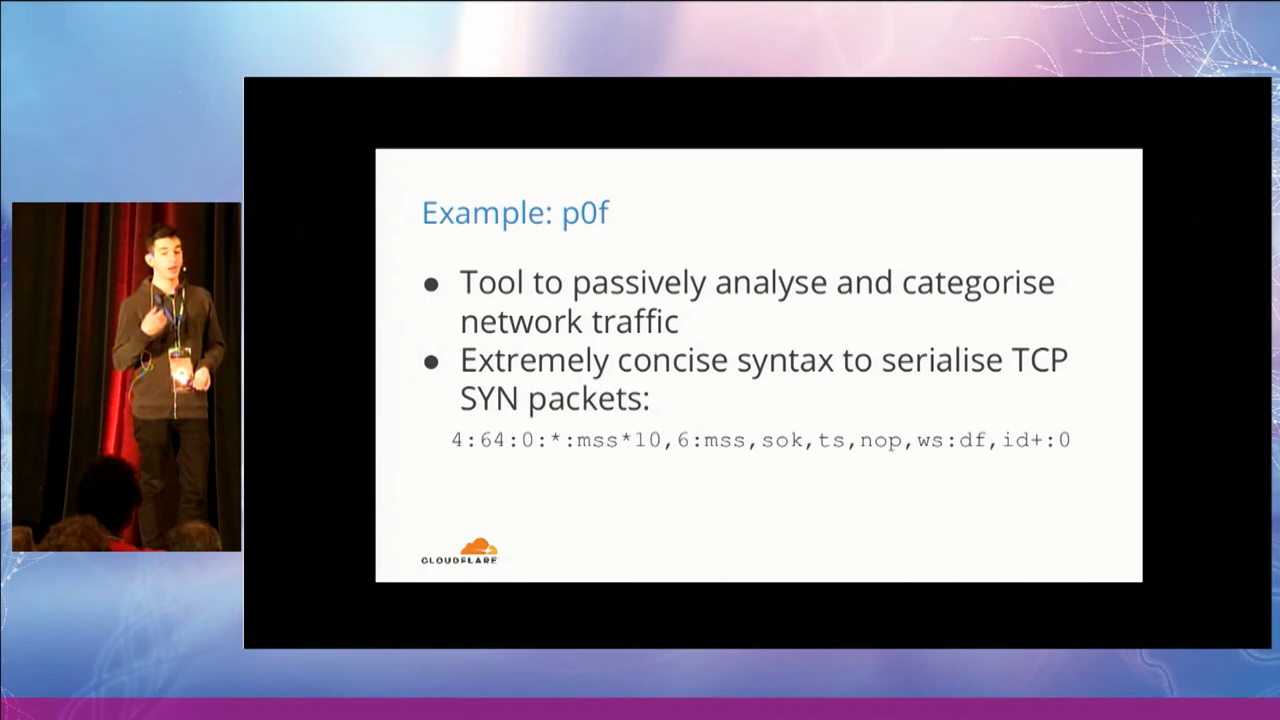 Example: p0f
● Tool to passively analyse and categorise
network traffic
● Extremely concise syntax to serialise TCP
SYN packets:
4:64:0:*:mss*10,6:mss,sok,ts,nop,ws:df,id+:0
CLOUDFLARE